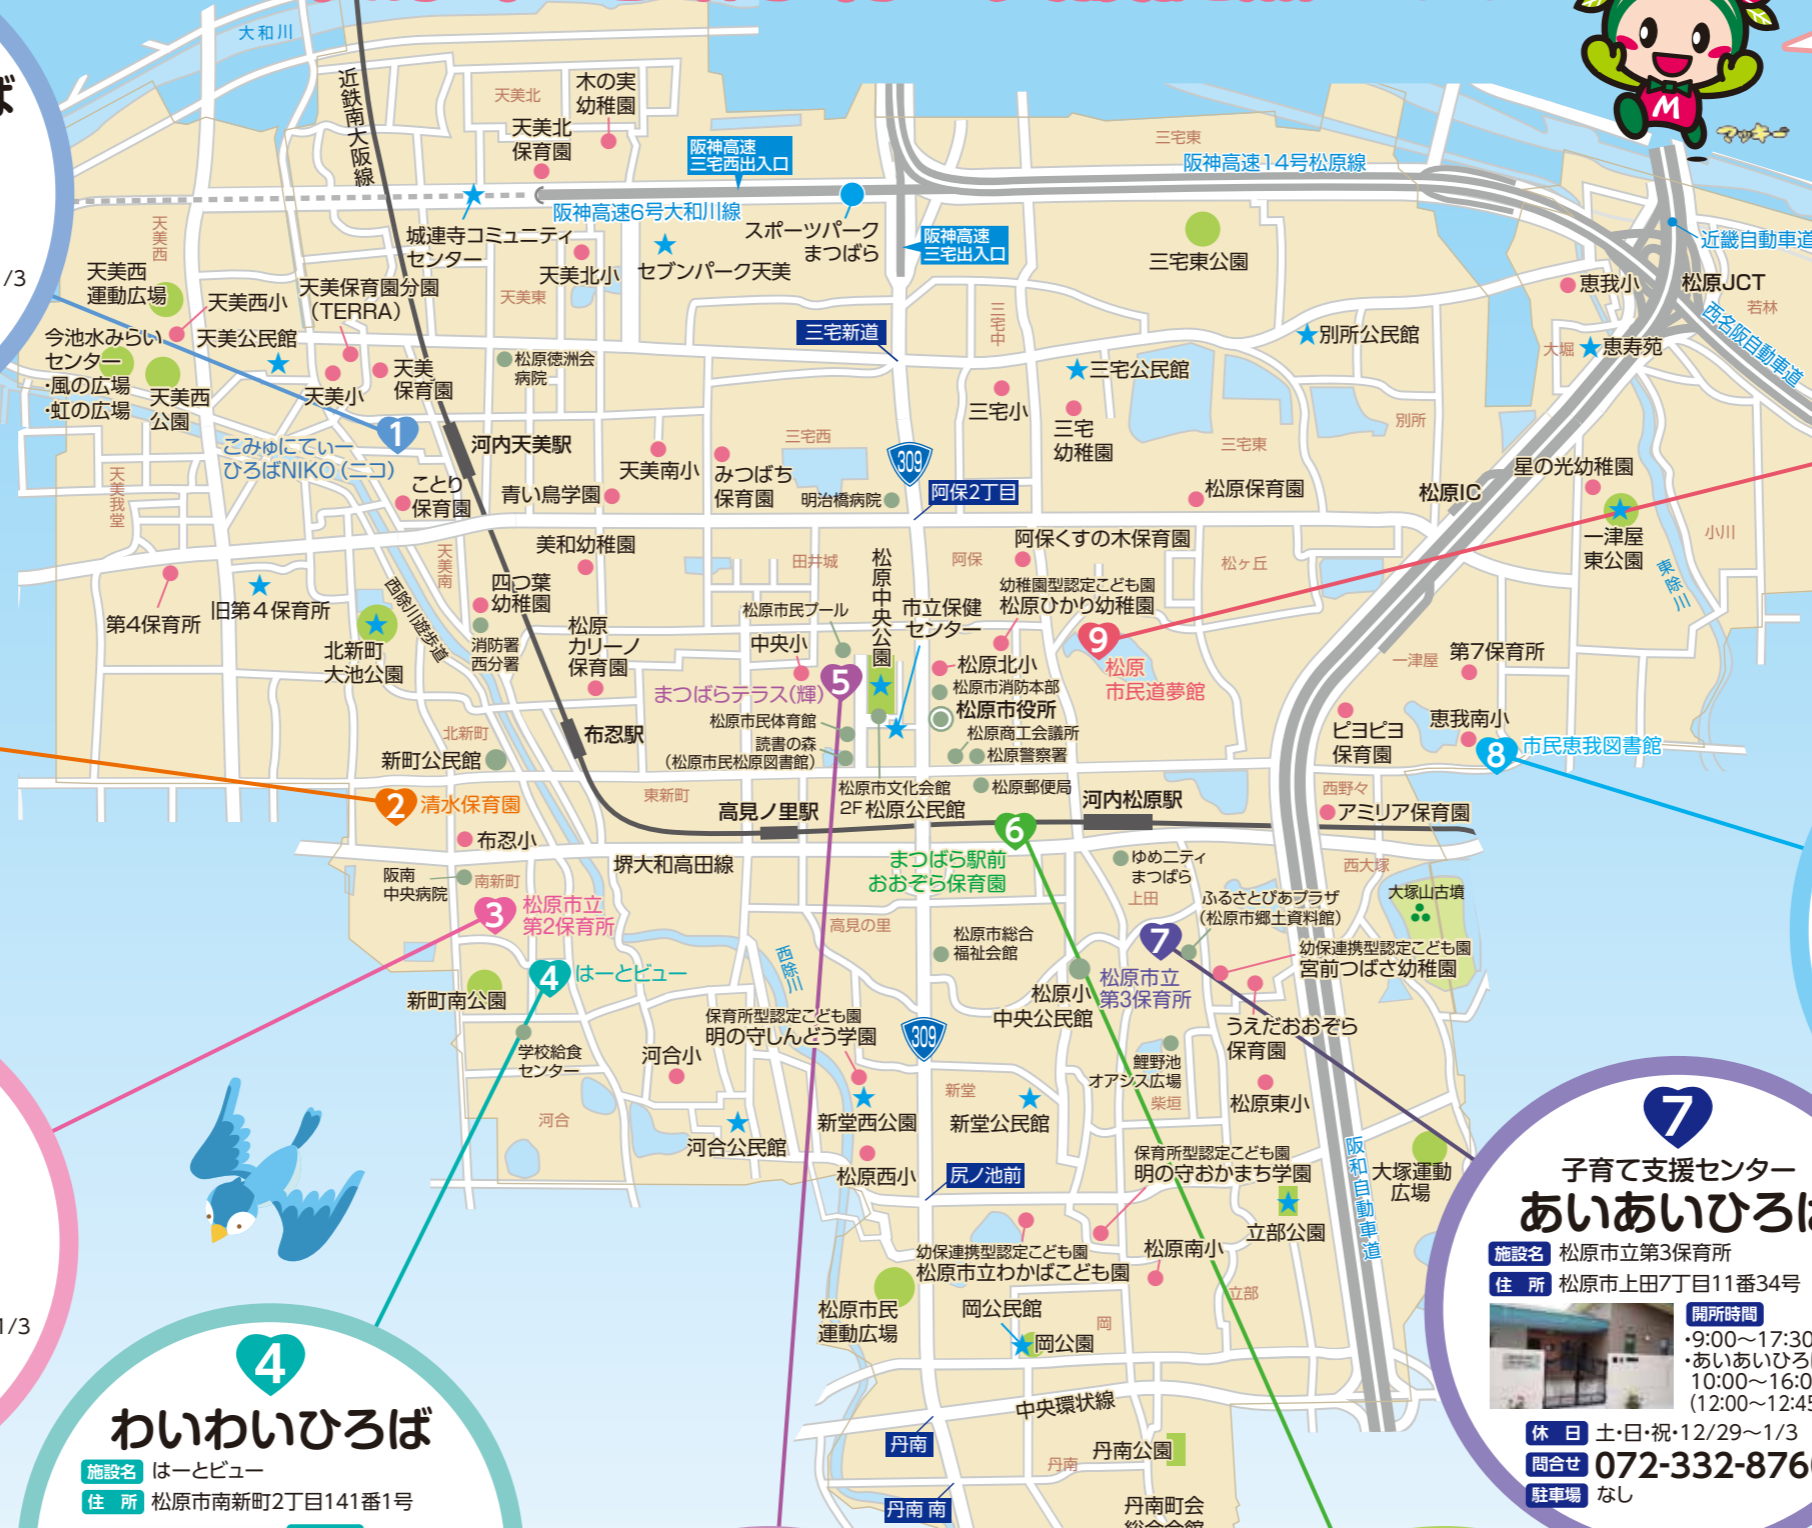 大和川
近鉄南大阪線
天美北
木の実
幼稚園
天美北
保育園
阪神高速
三宅西出入口
三宅東
阪神高速14号松原線
マッキー
M
ば
阪神高速6号大和川線
スポーツパーク
まつばら
阪神高速
三宅出入口
三宅東公園
近畿自動車道
天美西
城連寺コミュニティ
センター
天美北小
セブンパーク天美
天美東
/3
天美西
運動広場
天美西小
天美保育園分園
(TERRA)
今池水みらい
センター
・風の広場
・虹の広場
天美公民館
天美西
公園
天美小
天美
保育園
松原徳洲会
病院
三宅新道
三宅中
三宅公民館
別所公民館
恵我小
松原JCT
若林
西名阪自動車道
大堀
恵寿苑
三宅小
三宅
幼稚園
別所
三宅東
1
こみゅにてぃー
ひろばNIKO(ニコ)
河内天美駅
天美南小
三宅西
みつばち
保育園
309
明治橋病院
阿保2丁目
松原保育園
松原IC
星の光幼稚園
一津屋
東公園
小川
東除川
天美我堂
ことり
保育園
青い鳥学園
美和幼稚園
天美南
四つ葉
幼稚園
消防署
西分署
西除川遊歩道
第4保育所
旧第4保育所
北新町
大池公園
松原
カリーノ
保育園
田井城
松原中央公園
阿保
阿保くすの木保育園
松ヶ丘
幼稚園型認定こども園
松原ひかり幼稚園
市立保健
センター
松原市民プール
中央小
5
まつばらテラス(輝)
松原北小
松原市消防本部
松原市役所
松原商工会議所
松原警察署
松原市民体育館
読書の森
(松原市民松原図書館)
9
松原
市民道夢館
一津屋
第7保育所
ピヨピヨ
保育園
恵我南小
8
市民恵我図書館
北新町
新町公民館
布忍駅
東新町
2
清水保育園
布忍小
高見ノ里駅
松原市文化会館
2F 松原公民館
松原郵便局
河内松原駅
西野々
アミリア保育園
堺大和高田線
6
まつばら駅前
おおぞら保育園
ゆめニティ
まつばら
上田
西大塚
大塚山古墳
阪南
中央病院
南新町
3
松原市立
第2保育所
高見の里
ふるさとぴあプラザ
(松原市郷土資料館)
松原市総合
福祉会館
7
松原市立
第3保育所
幼保連携型認定こども園
宮前つばさ幼稚園
4
はーとビュー
西除川
新町南公園
学校給食
センター
河合小
保育所型認定こども園
明の守しんどう学園
309
松原小
中央公民館
鯉野池
オアシス広場
うえだおおぞら
保育園
新堂
柴垣
松原東小
河合
河合公民館
新堂西公園
新堂公民館
松原西小
尻ノ池前
保育所型認定こども園
明の守おかまち学園
阪和自動車道
大塚運動
広場
立部公園
幼保連携型認定こども園
松原市立わかばこども園
松原南小
立部
松原市民
運動広場
岡公民館
岡
岡公園
中央環状線
丹南
丹南公園
丹南
丹南 南
丹南町会
1/3
4
わいわいひろば
施設名 はーとビュー
住 所 松原市南新町2丁目141番1号
7
子育て支援センター
あいあいひろば
施設名 松原市立第3保育所
住 所 松原市上田7丁目11番34号
開所時間
・9:00〜17:30
・あいあいひろ
10:00〜16:0
(12:00〜12:45
休 日 土・日・祝・12/29〜1/3
問合せ 072-332-876
駐車場 なし